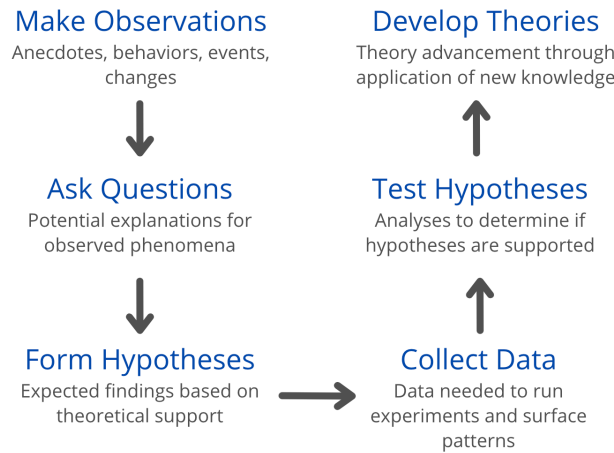 Make Observations
Anecdotes, behaviors, events,
changes
Ask Questions
Potential explanations for
observed phenomena
Form Hypotheses
Expected findings based on
theoretical support
Collect Data
Data needed to run
experiments and surface
patterns
Test Hypotheses
Analyses to determine if
hypotheses are supported
Develop Theories
Theory advancement through
application of new knowledge